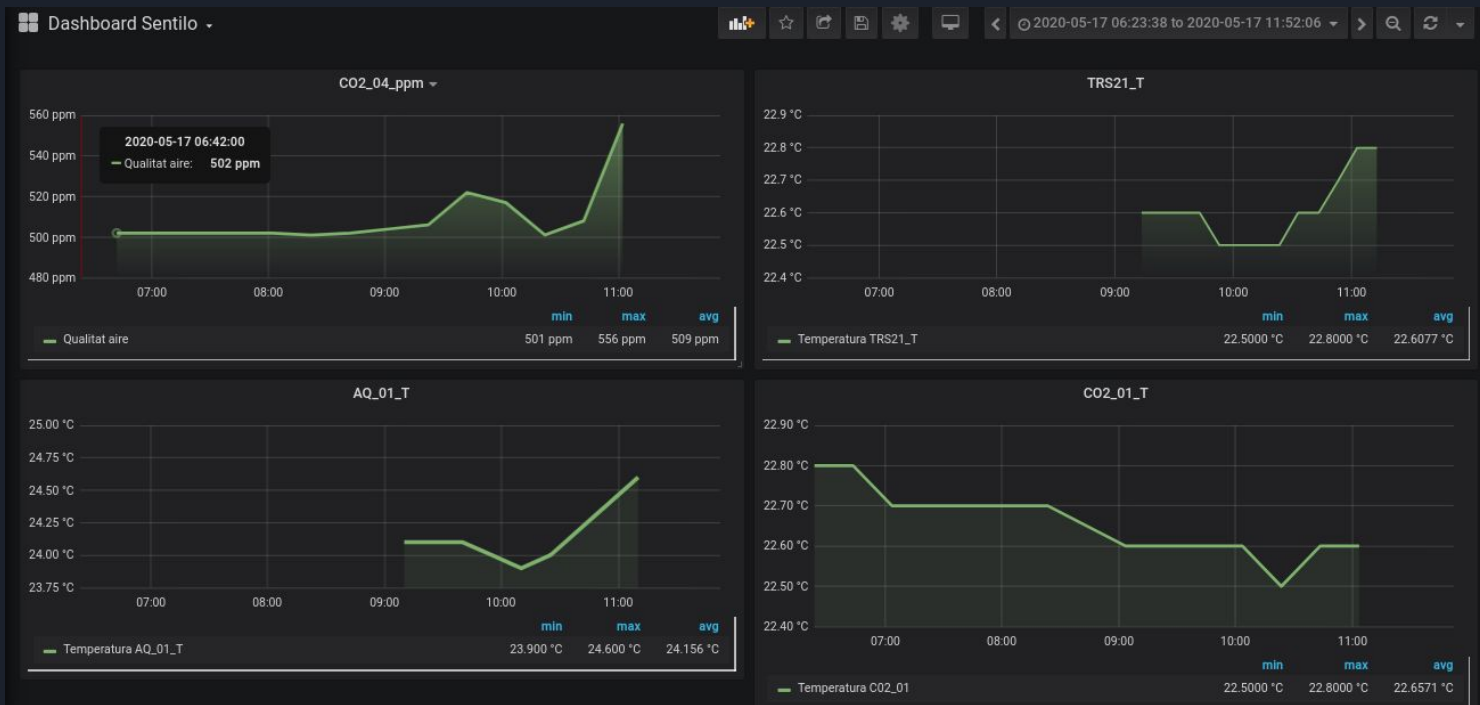 Dashboard Sentilo
2020-05-17 06:23:38 to 2020-05-17 11:52:06
CO2_04_ppm
560 ppm
540 ppm
520 ppm
500 ppm
480 ppm
2020-05-17 06:42:00
Qualitat aire: 502 ppm
07:00 08:00 09:00 10:00 11:00
min max avg
Qualitat aire 501 ppm 556 ppm 509 ppm
TRS21_T
22.9 °C
22.8 °C
22.7 °C
22.6 °C
22.5 °C
22.4 °C
07:00 08:00 09:00 10:00 11:00
min max avg
Temperatura TRS21_T 22.5000 °C 22.8000 °C 22.6077 °C
AQ_01_T
25.00 °C
24.75 °C
24.50 °C
24.25 °C
24.00 °C
23.75 °C
07:00 08:00 09:00 10:00 11:00
min max avg
Temperatura AQ_01_T 23.900 °C 24.600 °C 24.156 °C
CO2_01_T
22.90 °C
22.80 °C
22.70 °C
22.60 °C
22.50 °C
22.40 °C
07:00 08:00 09:00 10:00 11:00
min max avg
Temperatura C02_01 22.5000 °C 22.8000 °C 22.6571 °C